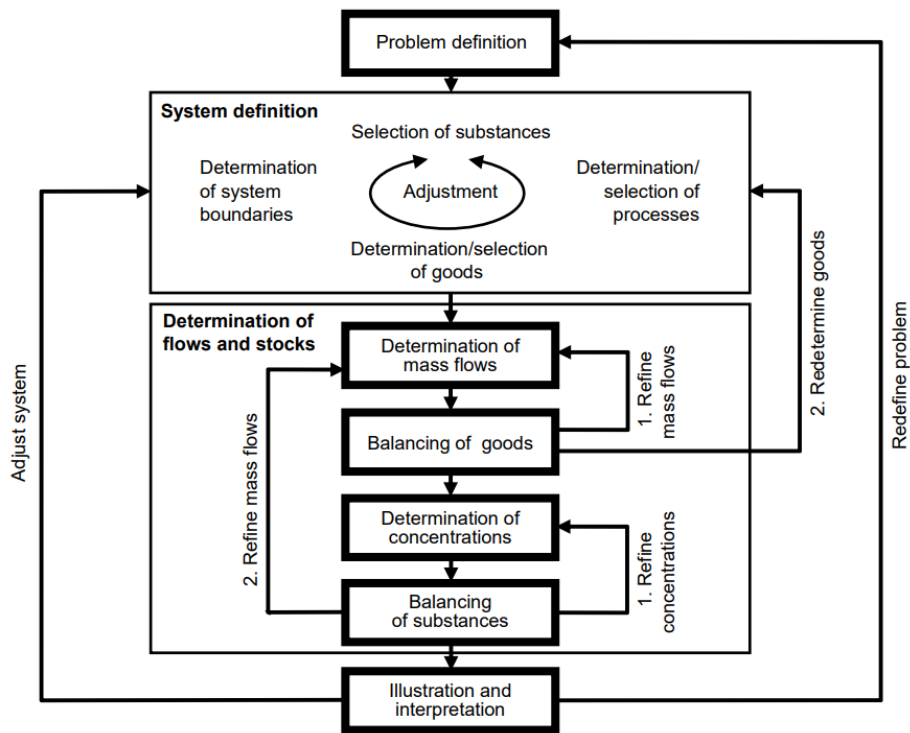 Problem definition
System definition
Selection of substances
Determination
of system
boundaries
Adjustment
Determination/
selection of
processes
Determination/selection
of goods
Determination of
flows and stocks
Determination of
mass flows
1. Refine
mass flows
Balancing of goods
2. Refine mass flows
Determination of
concentrations
1. Refine
concentrations
Balancing
of substances
Illustration and
interpretation
Adjust system
2. Redetermine goods
Redefine problem